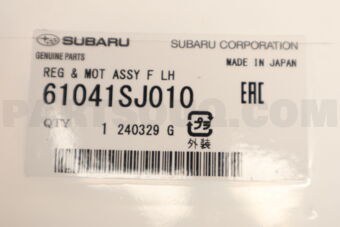 SUBARU
SUBARU CORPORATION
GENUINE PARTS
MADE IN JAPAN
REG & MOT ASSY F LH
61041SJ010
EAC
QTY 1 240329 G
プラ
外装